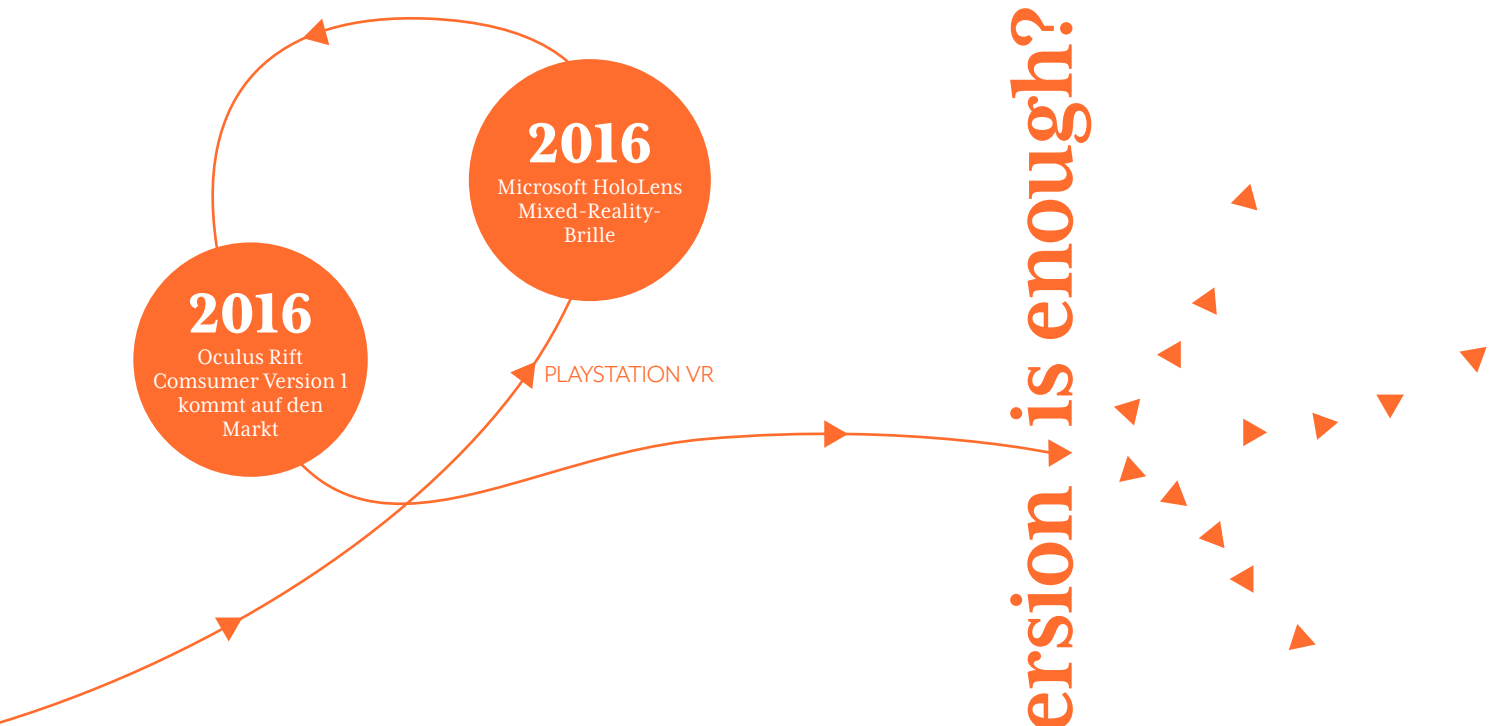 2016
Microsoft HoloLens
Mixed-Reality-
Brille
2016
Oculus Rift
Comsumer Version 1
kommt auf den
Markt
PLAYSTATION VR
ersion is enough?